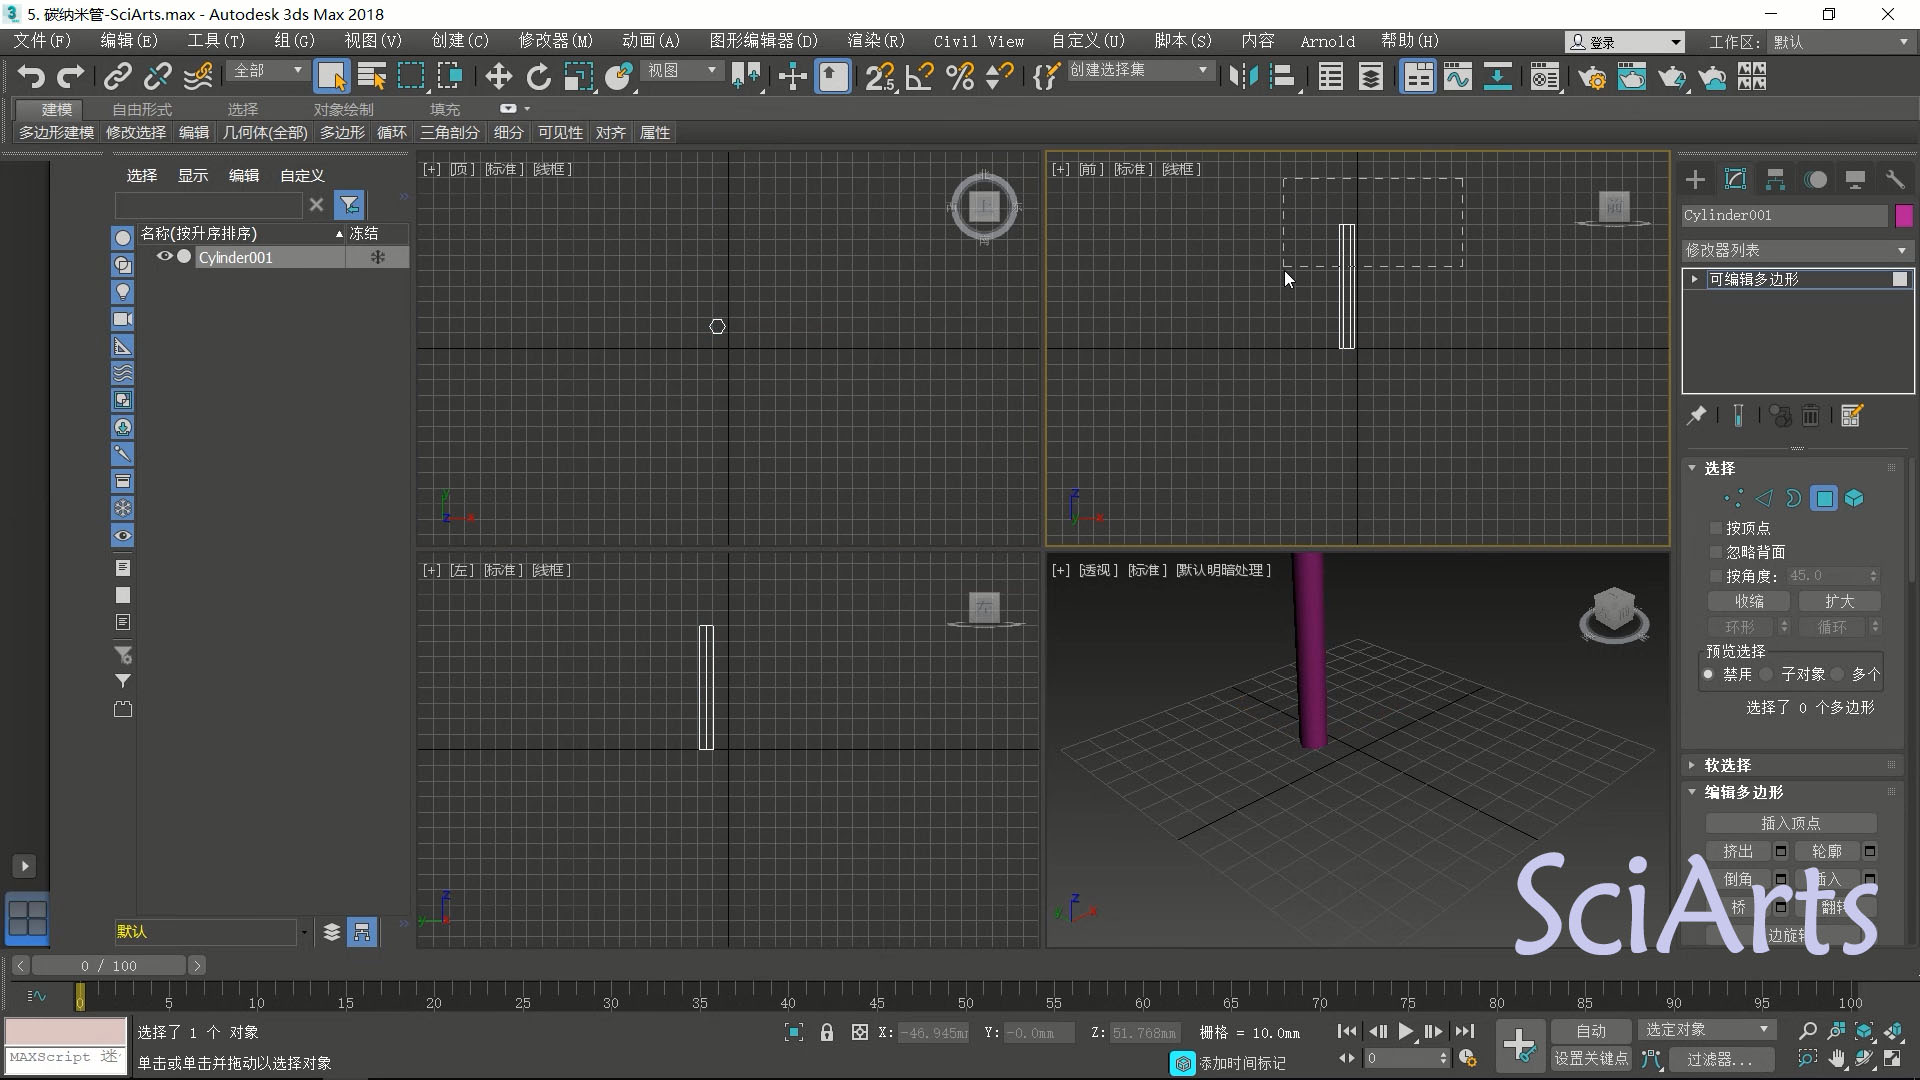 5. 碳纳米管-SciArts.max - Autodesk 3ds Max 2018
文件(F) 编辑(E) 工具(T) 组(G) 视图(V) 创建(C) 修改器(M) 动画(A) 图形编辑器(D) 渲染(R) Civil View 自定义(U) 脚本(S) 内容 Arnold 帮助(H) 登录 工作区: 默认
全部 视图 创建选择集
建模 自由形式 选择 对象绘制 填充
多边形建模 修改选择 编辑 几何体(全部) 多边形 循环 三角剖分 细分 可见性 对齐 属性
选择 显示 编辑 自定义
名称(按升序排序) 冻结
Cylinder001
默认
[+] [顶] [标准] [线框]
上
北
西
东
南
[+] [前] [标准] [线框]
前
[+] [左] [标准] [线框]
左
[+] [透视] [标准] [默认明暗处理]
Cylinder001
修改器列表
可编辑多边形
选择
按顶点
忽略背面
按角度: 45.0
收缩 扩大
环形 循环
预览选择
禁用 子对象 多个
选择了 0 个多边形
软选择
编辑多边形
插入顶点
挤出 轮廓
倒角 插入
桥 翻转
SciArts
0 / 100
0 5 10 15 20 25 30 35 40 45 50 55 60 65 70 75 80 85 90 95 100
选择了 1 个 对象
X: -46.945mm Y: -0.0mm Z: 51.768mm 栅格 = 10.0mm
自动 选定对象
MAXScript 迷
单击或单击并拖动以选择对象
添加时间标记
0
设置关键点 过滤器...